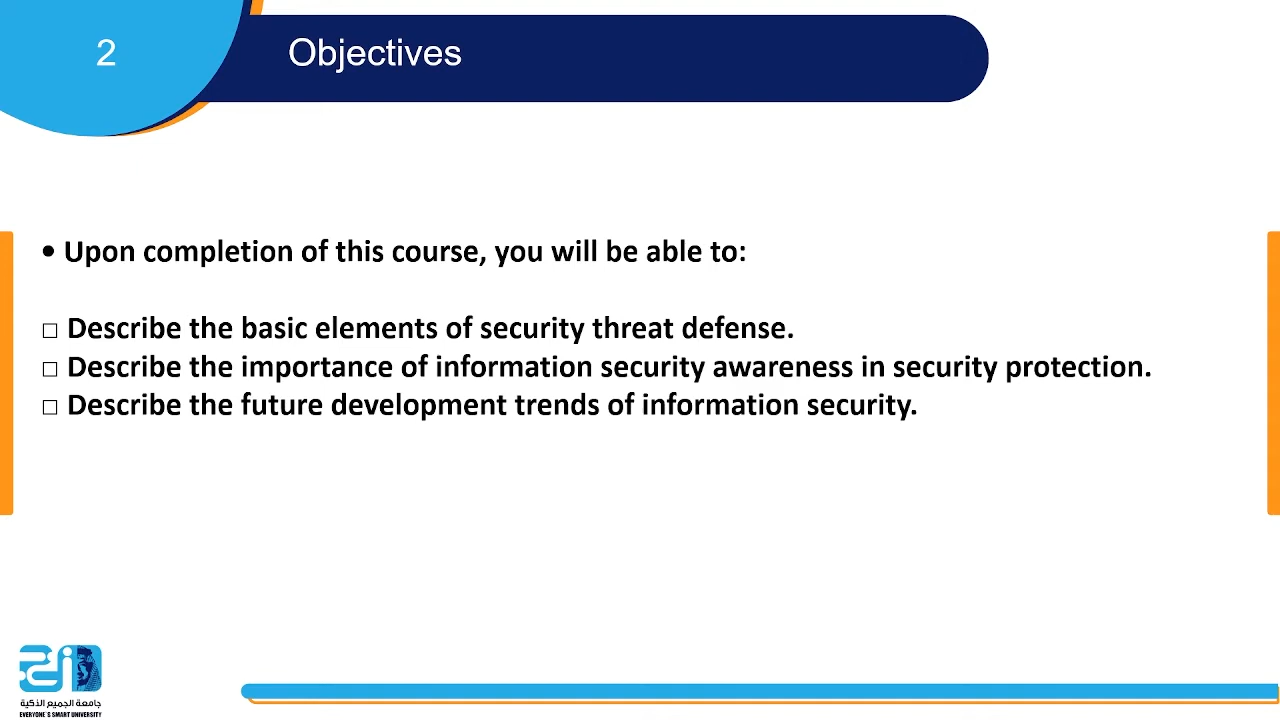 2
Objectives
• Upon completion of this course, you will be able to:
□ Describe the basic elements of security threat defense.
□ Describe the importance of information security awareness in security protection.
□ Describe the future development trends of information security.
جامعة الجميع الذكية
EVERYONE'S SMART UNIVERSITY